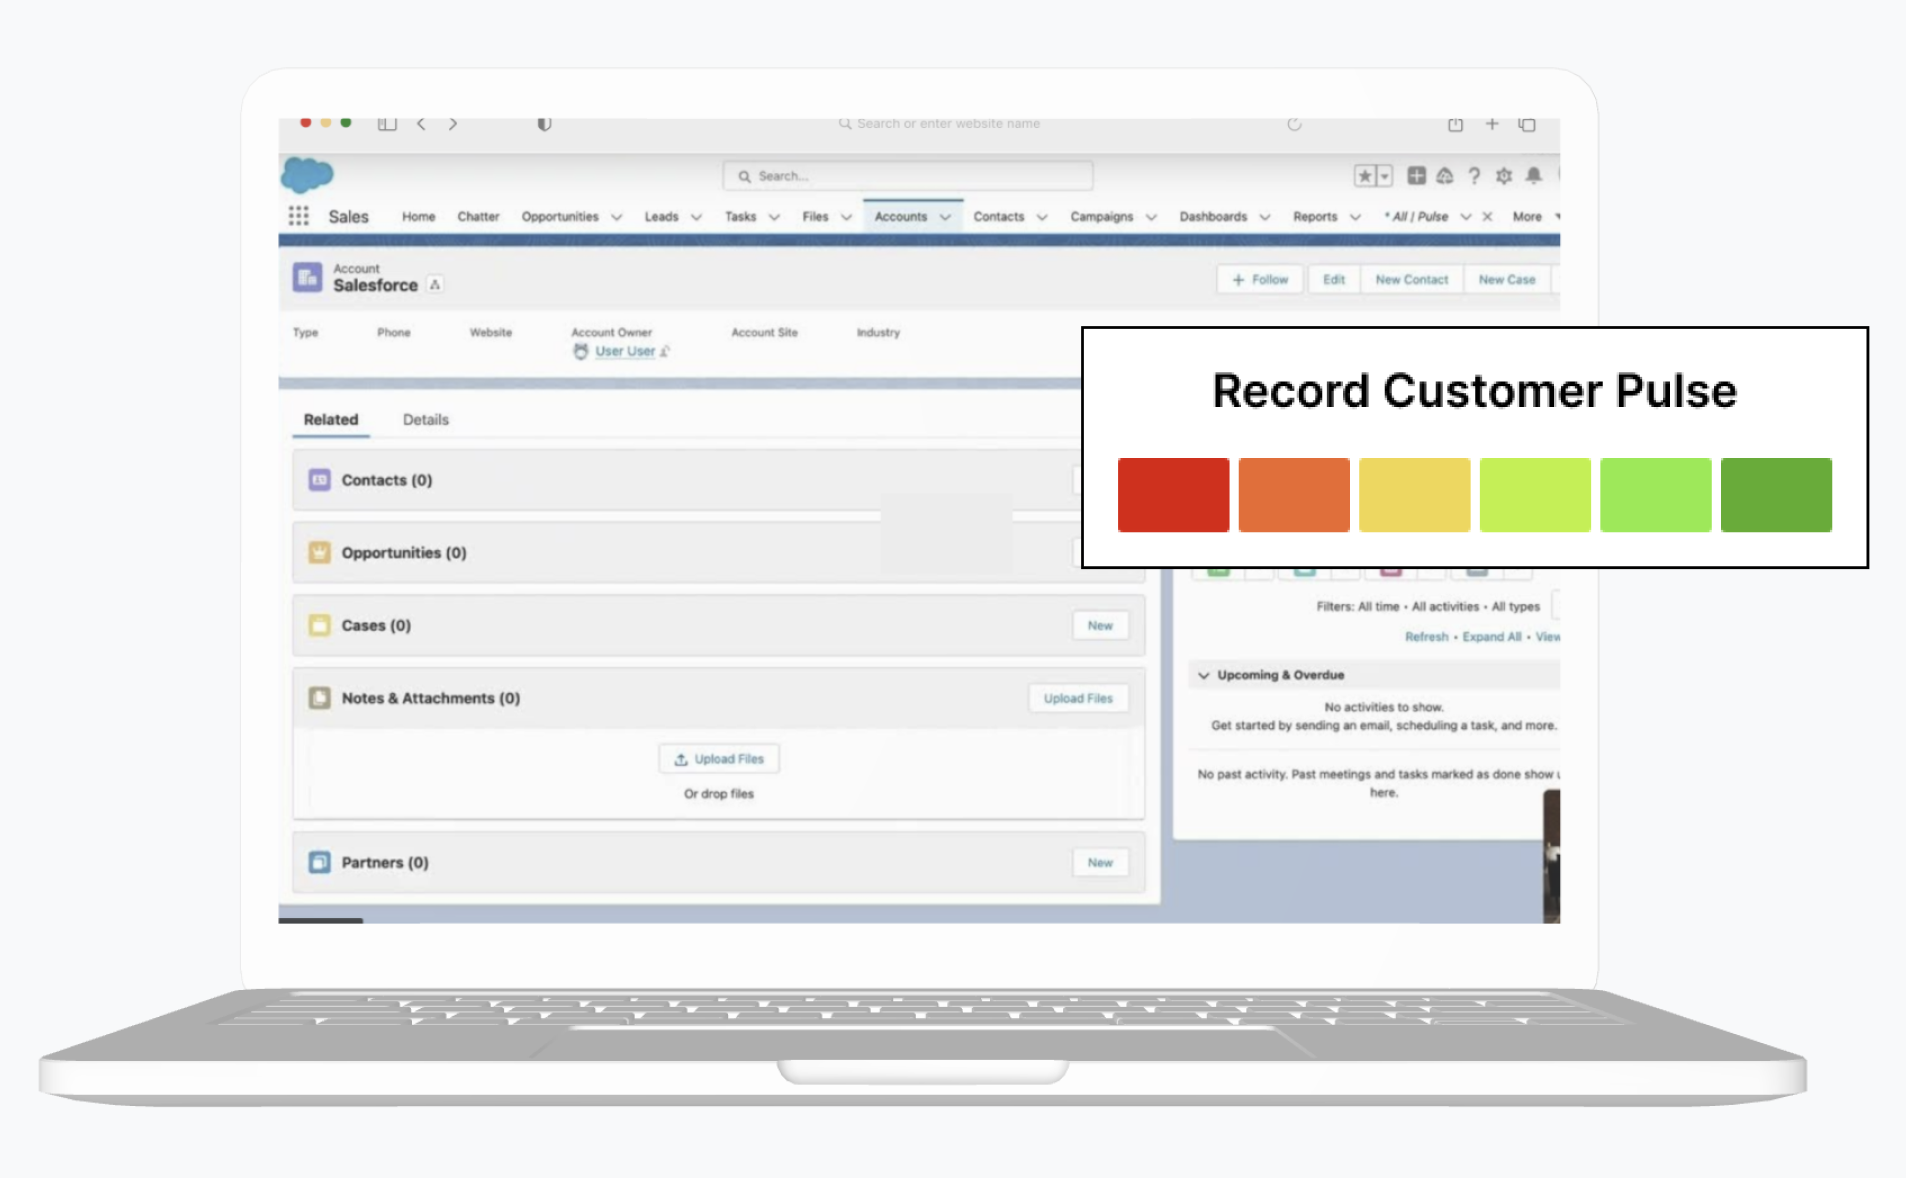 Search or enter website name
Search...
Sales Home Chatter Opportunities Leads Tasks Files Accounts Contacts Campaigns Dashboards Reports * All | Pulse More
Account
Salesforce
+ Follow Edit New Contact New Case
Type Phone Website Account Owner Account Site Industry
User User
Record Customer Pulse
Related Details
Contacts (0)
Opportunities (0)
Cases (0) New
Notes & Attachments (0) Upload Files
Upload Files
Or drop files
Partners (0) New
Filters: All time • All activities • All types
Refresh • Expand All • View
Upcoming & Overdue
No activities to show.
Get started by sending an email, scheduling a task, and more.
No past activity. Past meetings and tasks marked as done show
here.